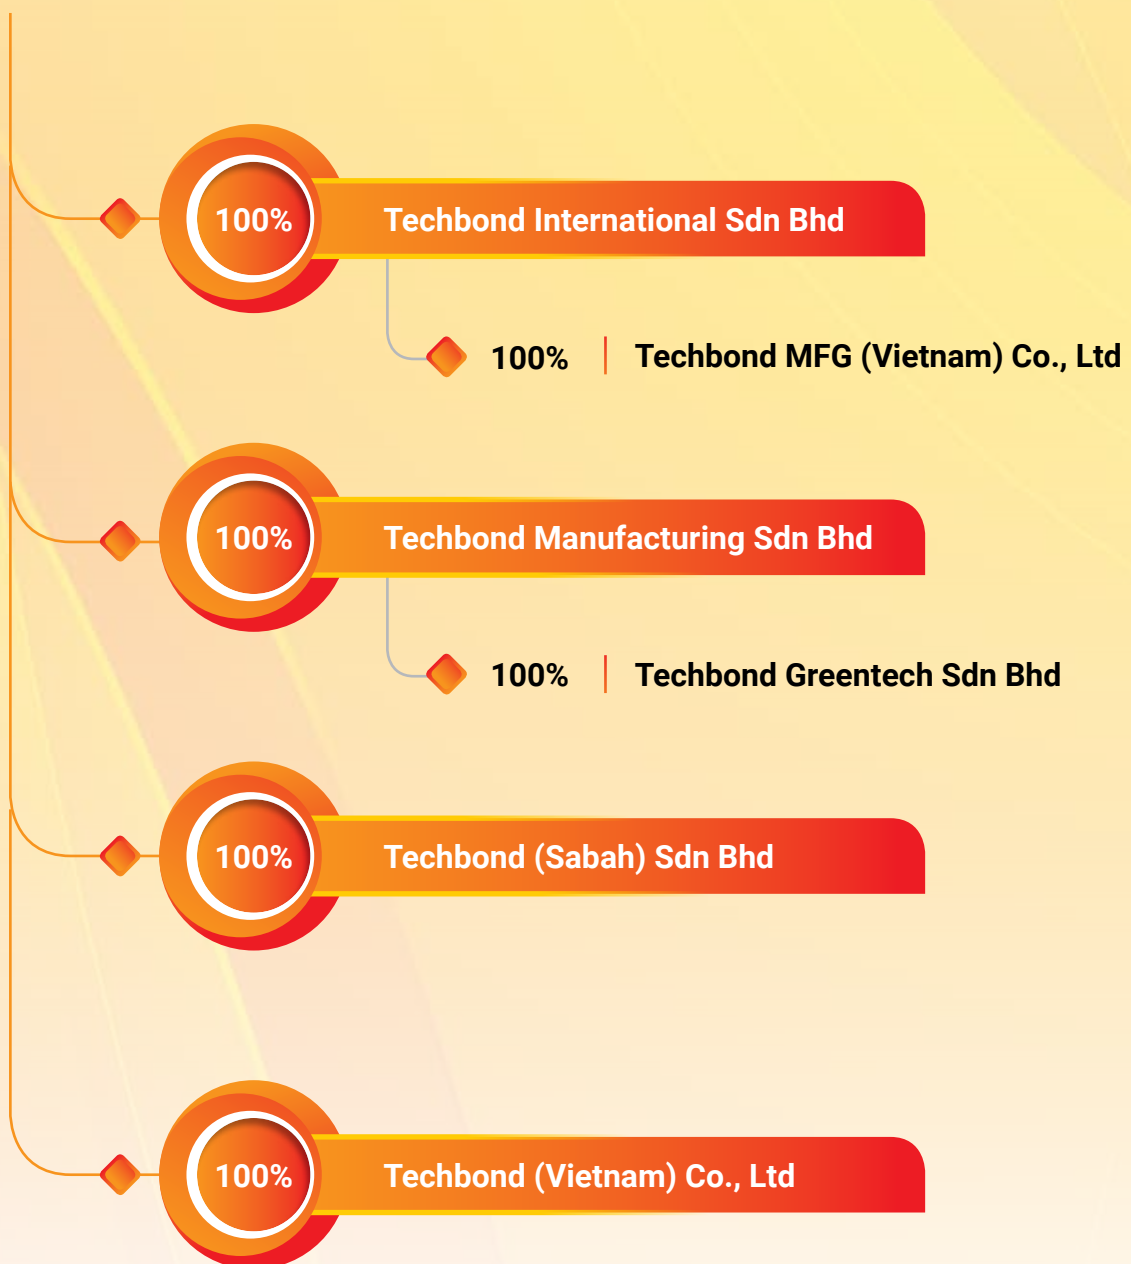 100% Techbond International Sdn Bhd
100% Techbond MFG (Vietnam) Co., Ltd
100% Techbond Manufacturing Sdn Bhd
100% Techbond Greentech Sdn Bhd
100% Techbond (Sabah) Sdn Bhd
100% Techbond (Vietnam) Co., Ltd